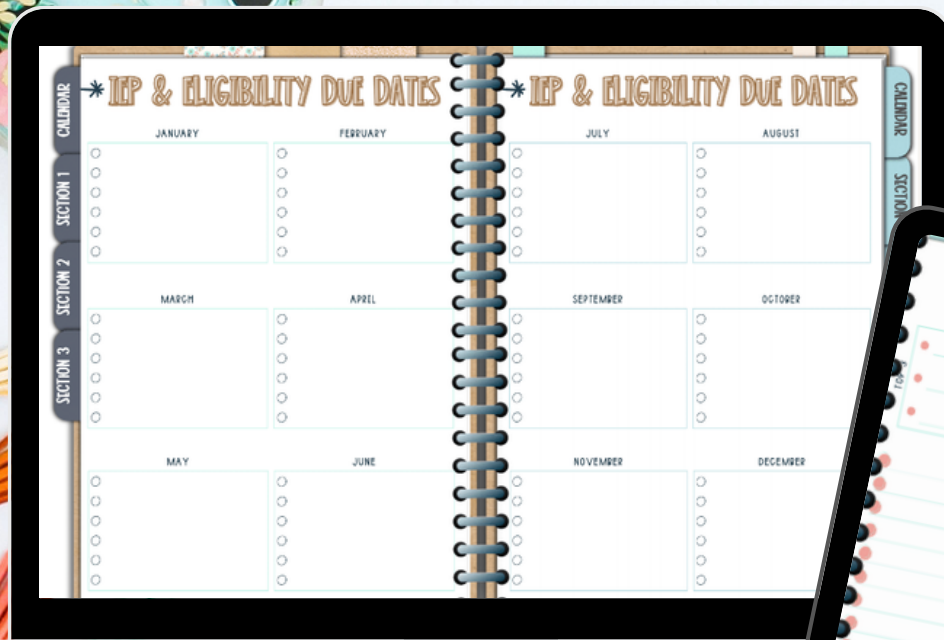 IEP & ELIGIBILITY DUE DATES
JANUARY
FEBRUARY
MARCH
APRIL
MAY
JUNE
IEP & ELIGIBILITY DUE DATES
JULY
AUGUST
SEPTEMBER
OCTOBER
NOVEMBER
DECEMBER
CALENDAR
SECTION 1
SECTION 2
SECTION 3
CALENDAR
SECTION